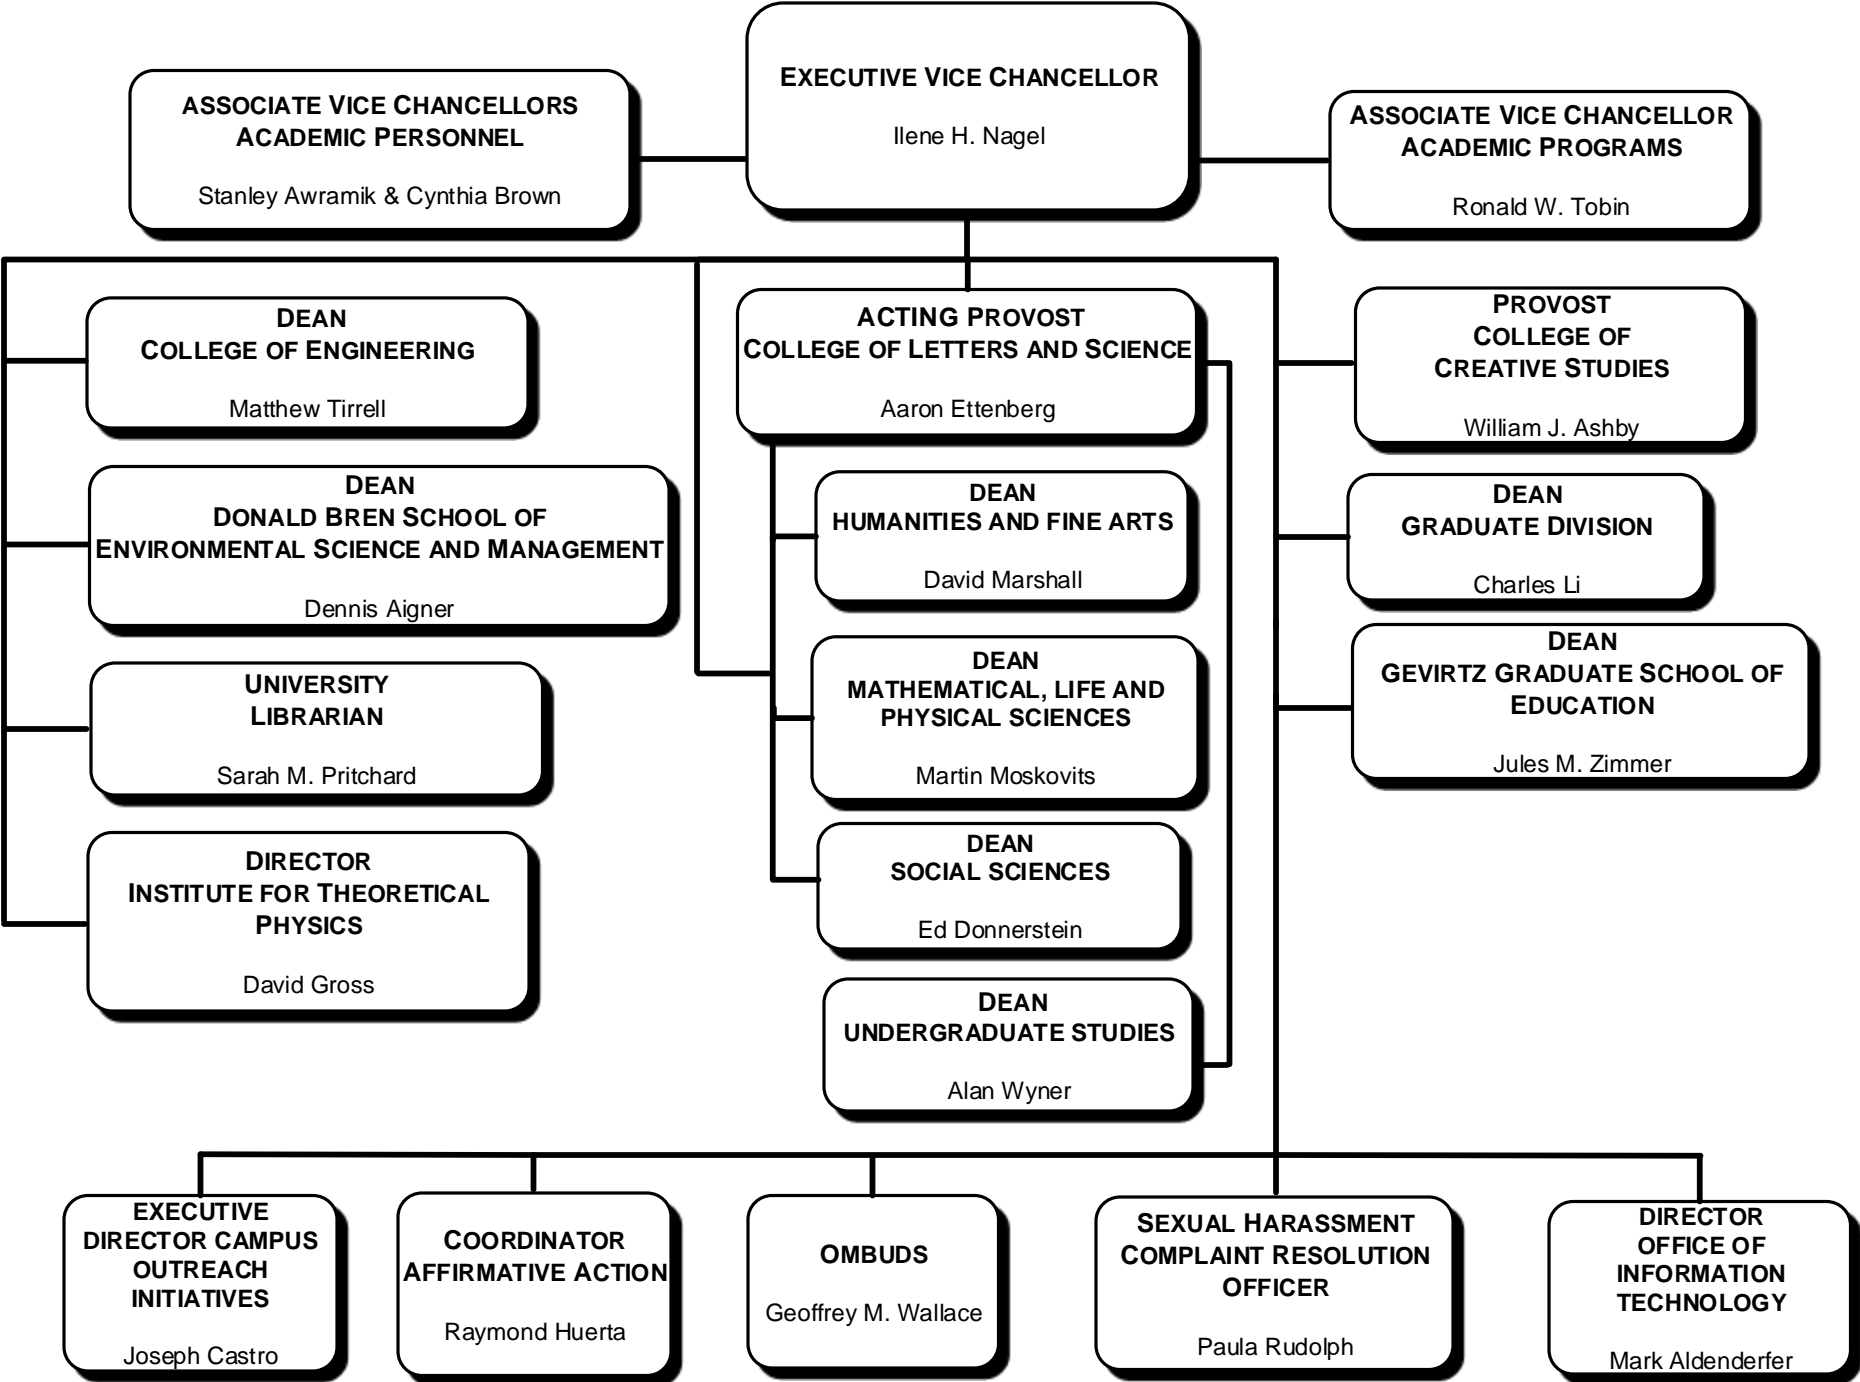 EXECUTIVE VICE CHANCELLOR
Ilene H. Nagel
ASSOCIATE VICE CHANCELLORS
ACADEMIC PERSONNEL
Stanley Awramik & Cynthia Brown
ASSOCIATE VICE CHANCELLOR
ACADEMIC PROGRAMS
Ronald W. Tobin
DEAN
COLLEGE OF ENGINEERING
Matthew Tirrell
DEAN
DONALD BREN SCHOOL OF
ENVIRONMENTAL SCIENCE AND MANAGEMENT
Dennis Aigner
UNIVERSITY
LIBRARIAN
Sarah M. Pritchard
DIRECTOR
INSTITUTE FOR THEORETICAL
PHYSICS
David Gross
ACTING PROVOST
COLLEGE OF LETTERS AND SCIENCE
Aaron Ettenberg
DEAN
HUMANITIES AND FINE ARTS
David Marshall
DEAN
MATHEMATICAL, LIFE AND
PHYSICAL SCIENCES
Martin Moskovits
DEAN
SOCIAL SCIENCES
Ed Donnerstein
DEAN
UNDERGRADUATE STUDIES
Alan Wyner
PROVOST
COLLEGE OF
CREATIVE STUDIES
William J. Ashby
DEAN
GRADUATE DIVISION
Charles Li
DEAN
GEVIRTZ GRADUATE SCHOOL OF
EDUCATION
Jules M. Zimmer
EXECUTIVE
DIRECTOR CAMPUS
OUTREACH
INITIATIVES
Joseph Castro
COORDINATOR
AFFIRMATIVE ACTION
Raymond Huerta
OMBUDS
Geoffrey M. Wallace
SEXUAL HARASSMENT
COMPLAINT RESOLUTION
OFFICER
Paula Rudolph
DIRECTOR
OFFICE OF
INFORMATION
TECHNOLOGY
Mark Aldenderfer